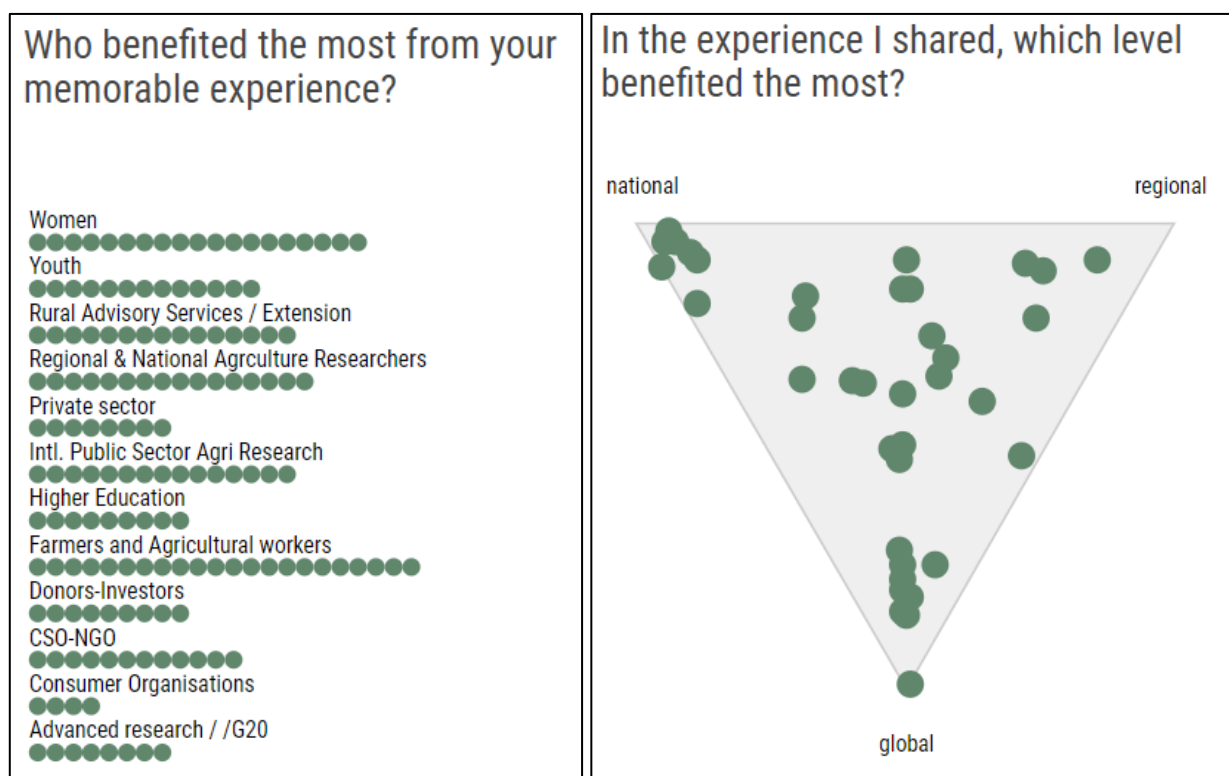 Who benefited the most from your
memorable experience?
Women
Youth
Rural Advisory Services / Extension
Regional & National Agrculture Researchers
Private sector
Intl. Public Sector Agri Research
Higher Education
Farmers and Agricultural workers
Donors-Investors
CSO-NGO
Consumer Organisations
Advanced research / /G20
In the experience I shared, which level
benefited the most?
national
regional
global